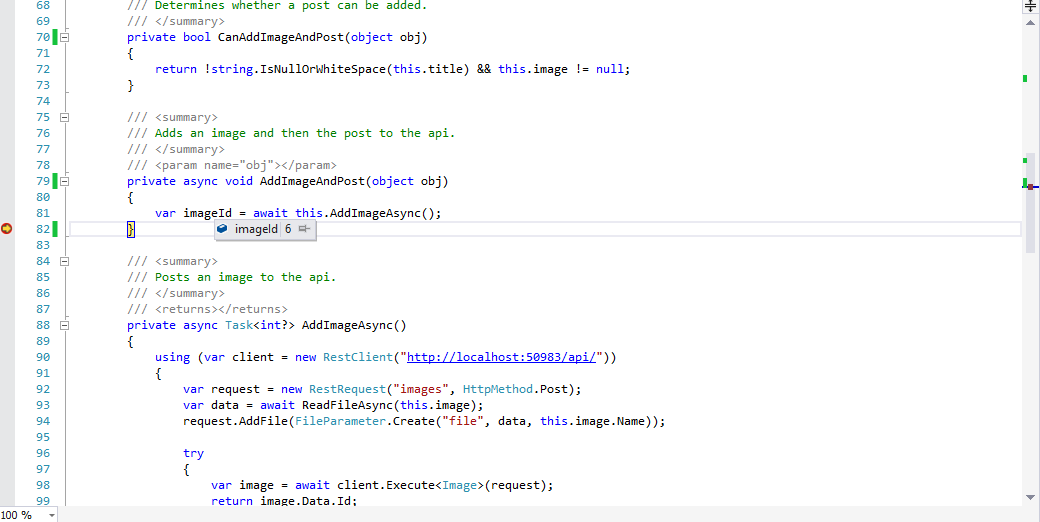 68 /// Determines whether a post can be added.
69 /// </summary>
70 private bool CanAddImageAndPost(object obj)
71 {
72 return !string.IsNullOrWhiteSpace(this.title) && this.image != null;
73 }
74
75 /// <summary>
76 /// Adds an image and then the post to the api.
77 /// </summary>
78 /// <param name="obj"></param>
79 private async void AddImageAndPost(object obj)
80 {
81 var imageId = await this.AddImageAsync();
82 }
imageId 6
83
84 /// <summary>
85 /// Posts an image to the api.
86 /// </summary>
87 /// <returns></returns>
88 private async Task<int?> AddImageAsync()
89 {
90 using (var client = new RestClient("http://localhost:50983/api/"))
91 {
92 var request = new RestRequest("images", HttpMethod.Post);
93 var data = await ReadFileAsync(this.image);
94 request.AddFile(FileParameter.Create("file", data, this.image.Name));
95
96 try
97 {
98 var image = await client.Execute<Image>(request);
99 return image.Data.Id;
100 %